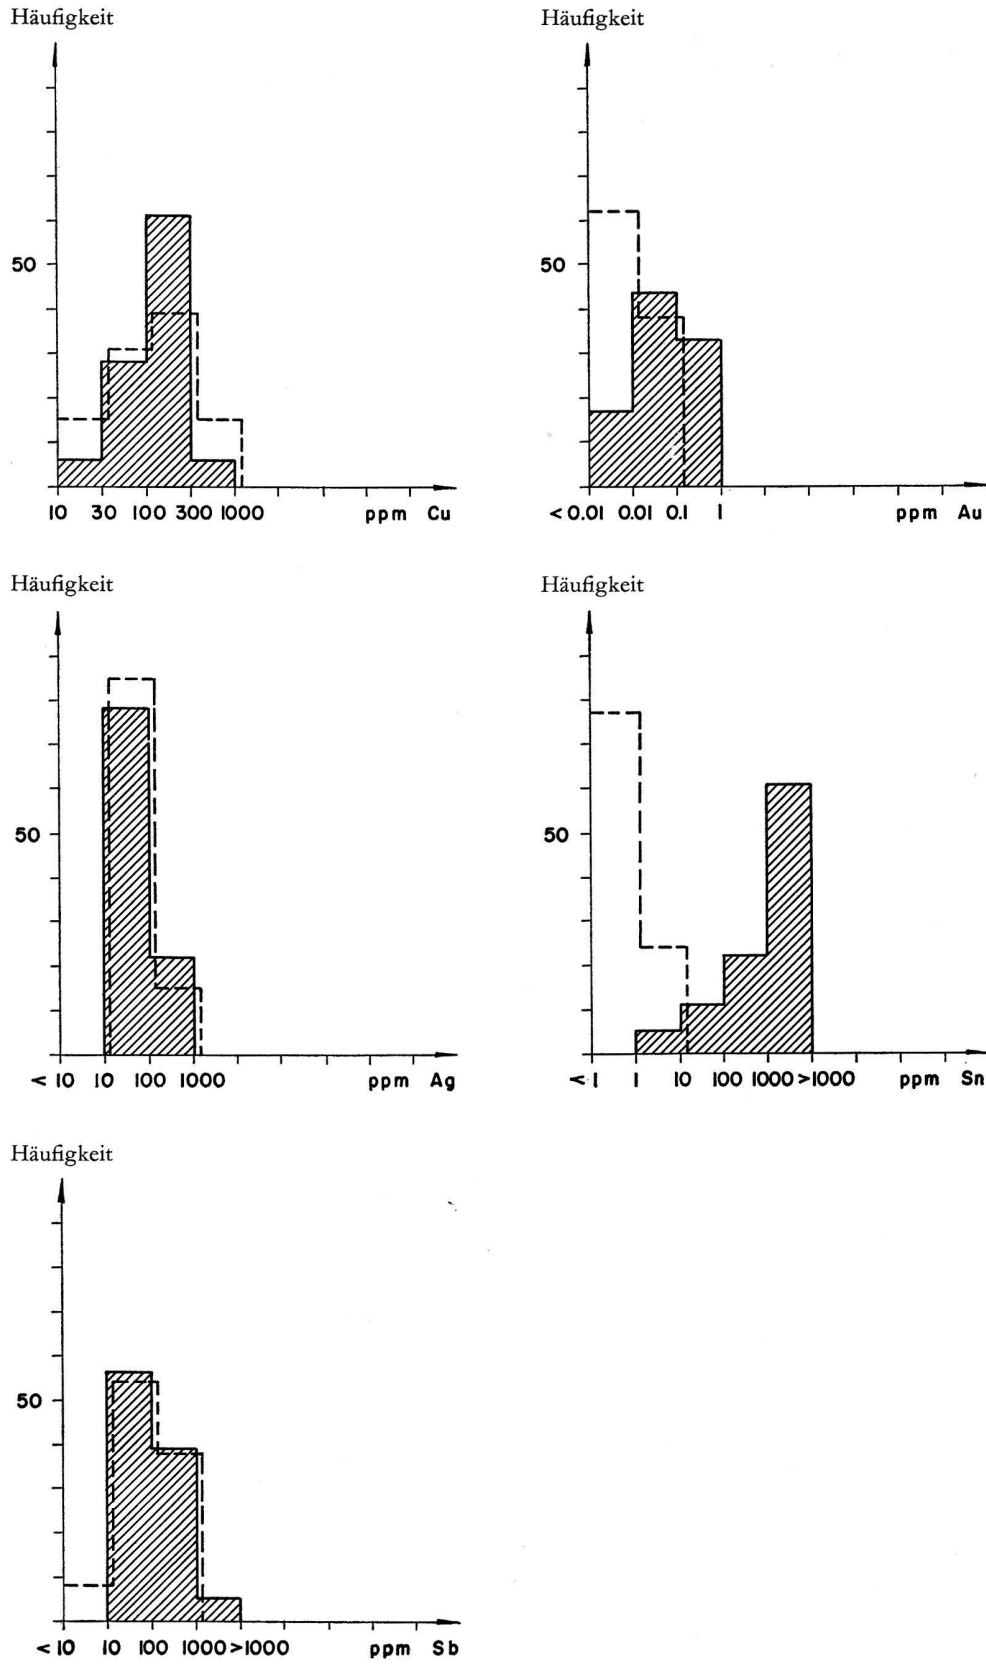 Häufigkeit
50
10 30 100 300 1000 ppm Cu
Häufigkeit
50
< 0.01 0.01 0.1 1 ppm Au
Häufigkeit
50
< 10 10 100 1000 ppm Ag
Häufigkeit
50
< 1 1 10 100 1000 >1000 ppm Sn
Häufigkeit
50
< 10 10 100 1000 >1000 ppm Sb